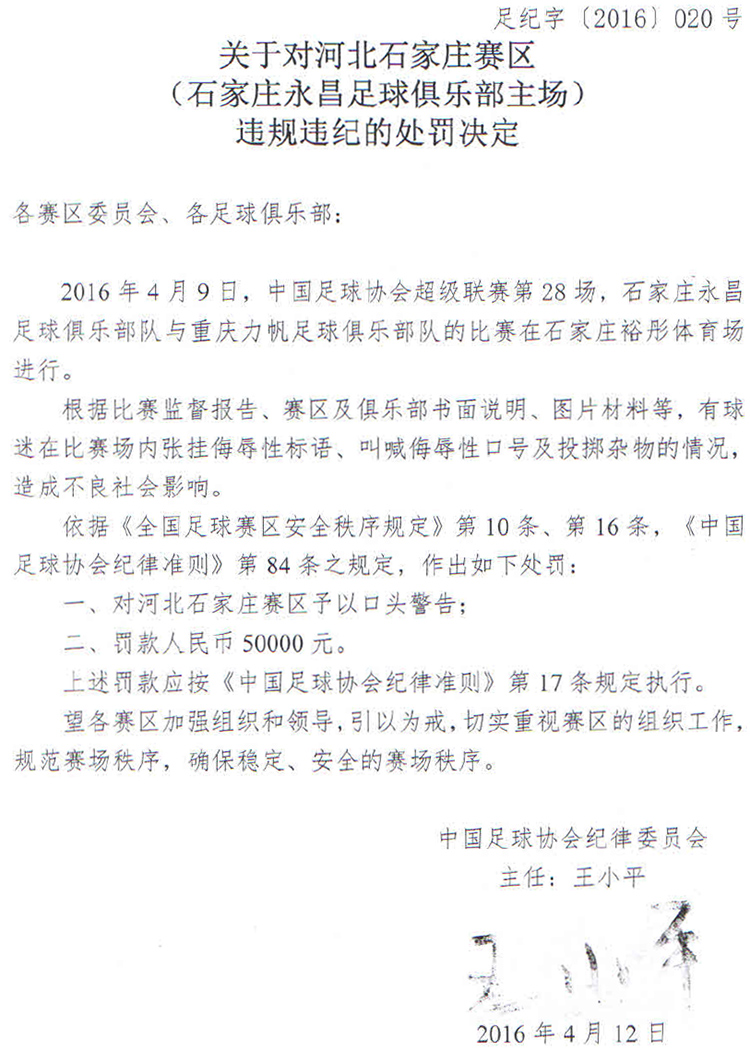 足纪字〔2016〕020号
关于对河北石家庄赛区
（石家庄永昌足球俱乐部主场）
违规违纪的处罚决定
各赛区委员会、各足球俱乐部：
2016年4月9日，中国足球协会超级联赛第28场，石家庄永昌
足球俱乐部队与重庆力帆足球俱乐部队的比赛在石家庄裕彤体育场
进行。
根据比赛监督报告、赛区及俱乐部书面说明、图片材料等，有球
迷在比赛场内张挂侮辱性标语、叫喊侮辱性口号及投掷杂物的情况，
造成不良社会影响。
依据《全国足球赛区安全秩序规定》第10条、第16条，《中国
足球协会纪律准则》第84条之规定，作出如下处罚：
一、对河北石家庄赛区予以口头警告；
二、罚款人民币50000元。
上述罚款应按《中国足球协会纪律准则》第17条规定执行。
望各赛区加强组织和领导，引以为戒，切实重视赛区的组织工作，
规范赛场秩序，确保稳定、安全的赛场秩序。
中国足球协会纪律委员会
主任：王小平
王小平
2016年4月12日